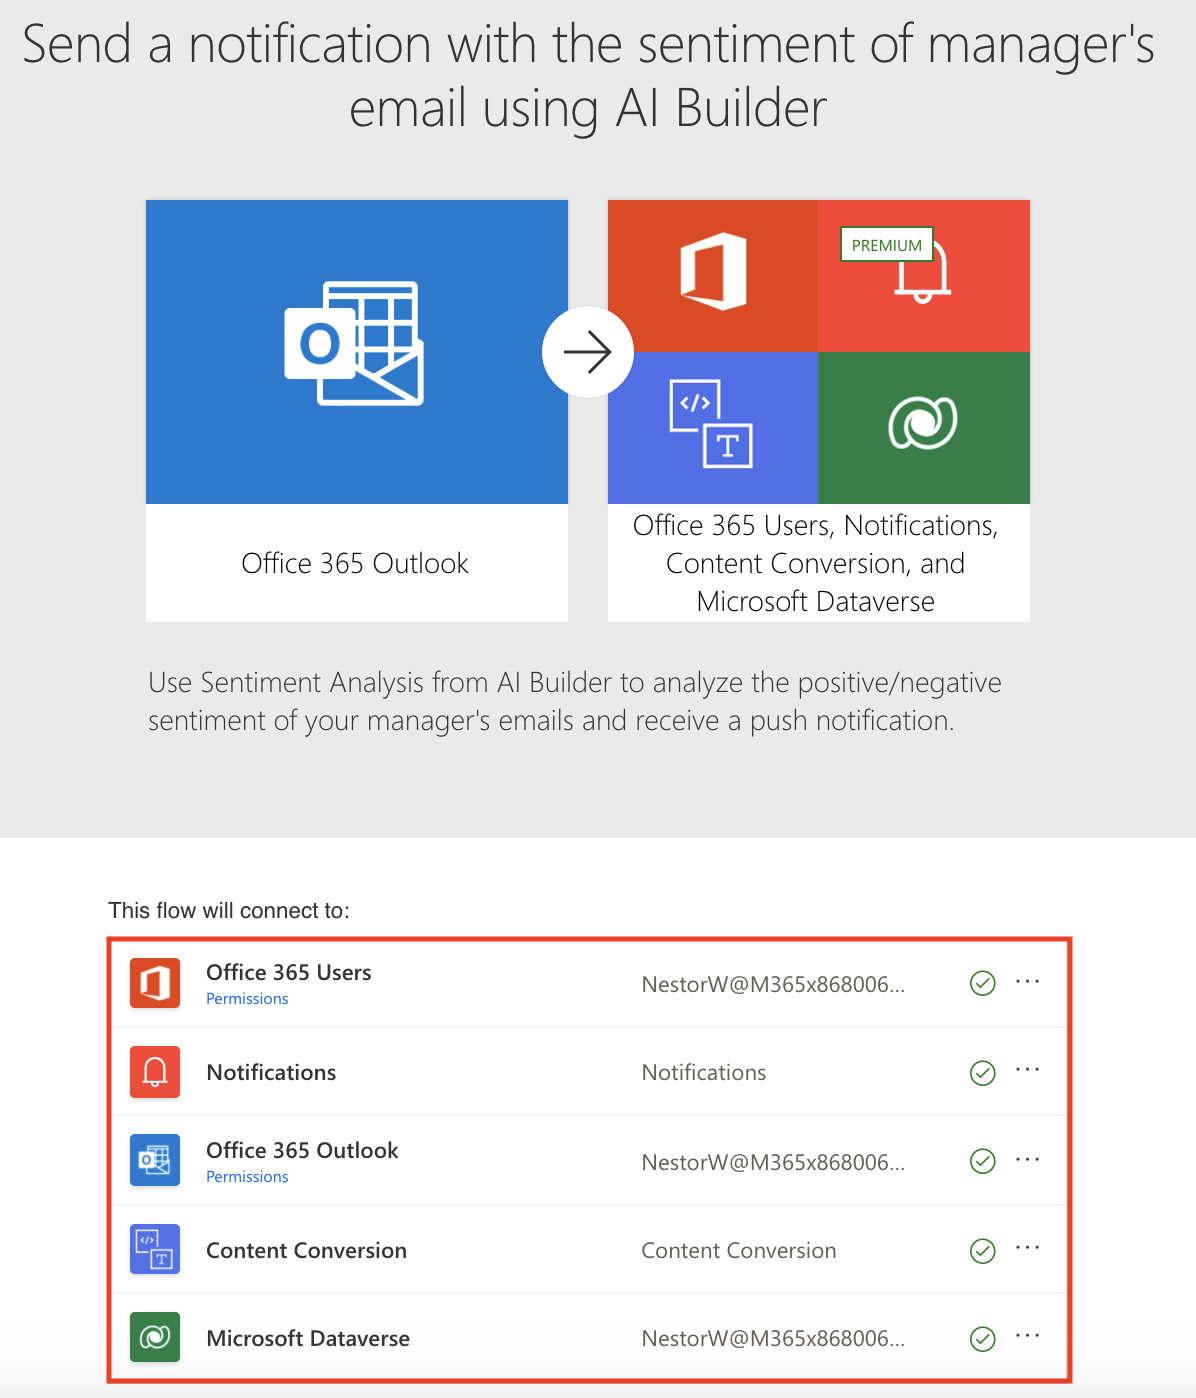 Send a notification with the sentiment of manager's
email using AI Builder
PREMIUM
O
</>
T
Office 365 Outlook
Office 365 Users, Notifications,
Content Conversion, and
Microsoft Dataverse
Use Sentiment Analysis from AI Builder to analyze the positive/negative
sentiment of your manager's emails and receive a push notification.
This flow will connect to:
Office 365 Users NestorW@M365x868006... ...
Permissions
Notifications Notifications ...
Office 365 Outlook NestorW@M365x868006... ...
O
Permissions
</>
T
Content Conversion Content Conversion ...
Microsoft Dataverse NestorW@M365x868006... ...